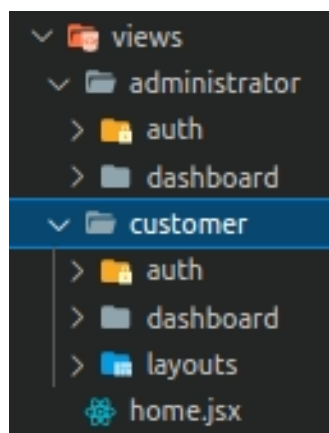 views
administrator
auth
dashboard
customer
auth
dashboard
layouts
home.jsx